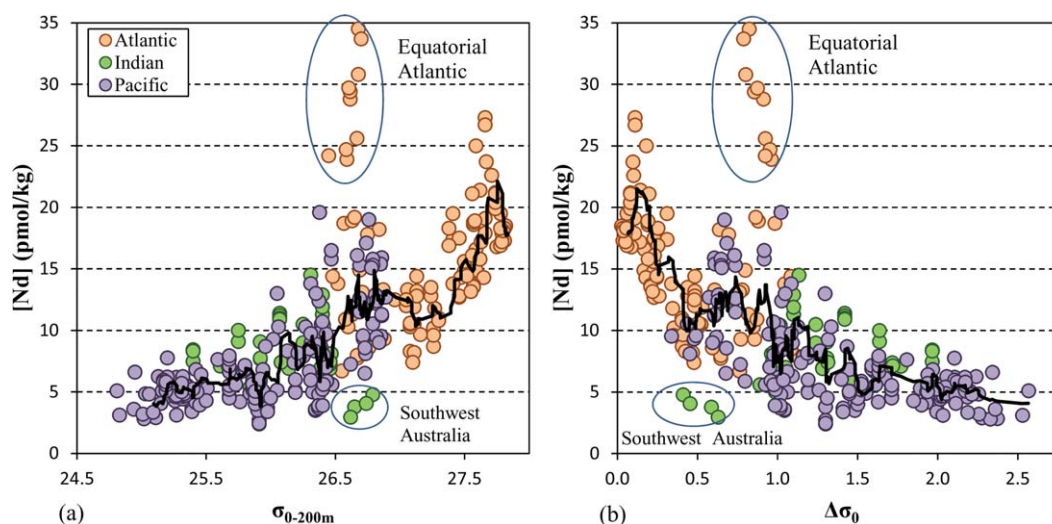 35
30
25
20
15
10
5
0
[Nd] (pmol/kg)
Atlantic
Indian
Pacific
Equatorial
Atlantic
Southwest
Australia
24.5 25.5 26.5 27.5
(a) σ0-200m
35
30
25
20
15
10
5
0
[Nd] (pmol/kg)
Equatorial
Atlantic
Southwest Australia
0.0 0.5 1.0 1.5 2.0 2.5
(b) Δσ0